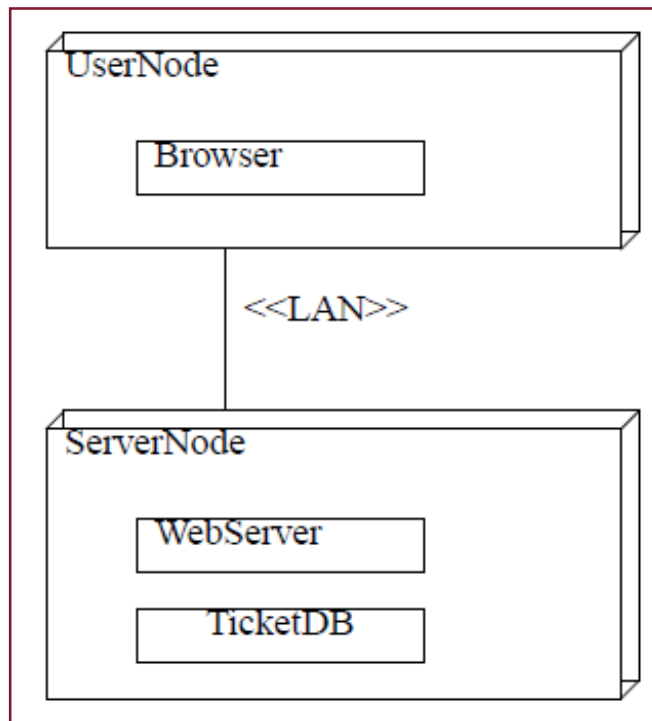 UserNode
Browser
<<LAN>>
ServerNode
WebServer
TicketDB